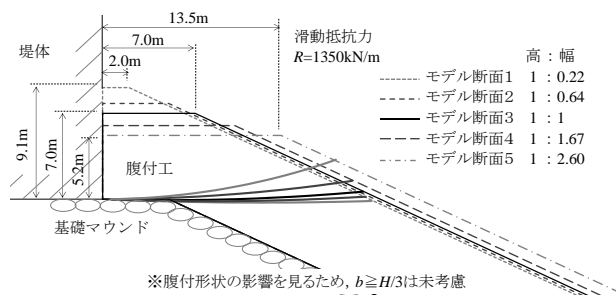 13.5m
堤体
7.0m
滑動抵抗力
R=1350kN/m
2.0m
高：幅
モデル断面1 1：0.22
モデル断面2 1：0.64
モデル断面3 1：1
モデル断面4 1：1.67
モデル断面5 1：2.60
9.1m
7.0m
5.2m
腹付工
基礎マウンド
※腹付形状の影響を見るため，b≧H/3は未考慮